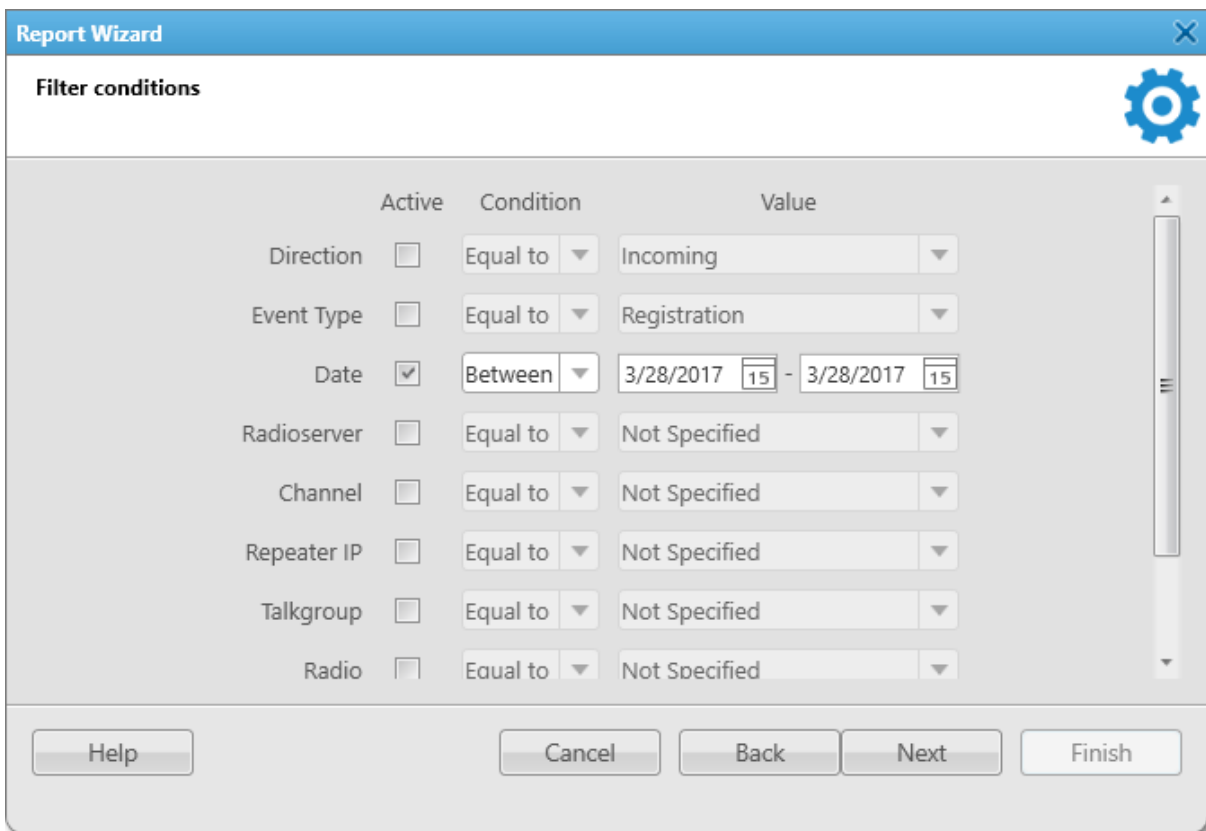 Report Wizard
Filter conditions
Active Condition Value
Direction Equal to Incoming
Event Type Equal to Registration
Date Between 3/28/2017 15 - 3/28/2017 15
Radioserver Equal to Not Specified
Channel Equal to Not Specified
Repeater IP Equal to Not Specified
Talkgroup Equal to Not Specified
Radio Equal to Not Specified
Help Cancel Back Next Finish